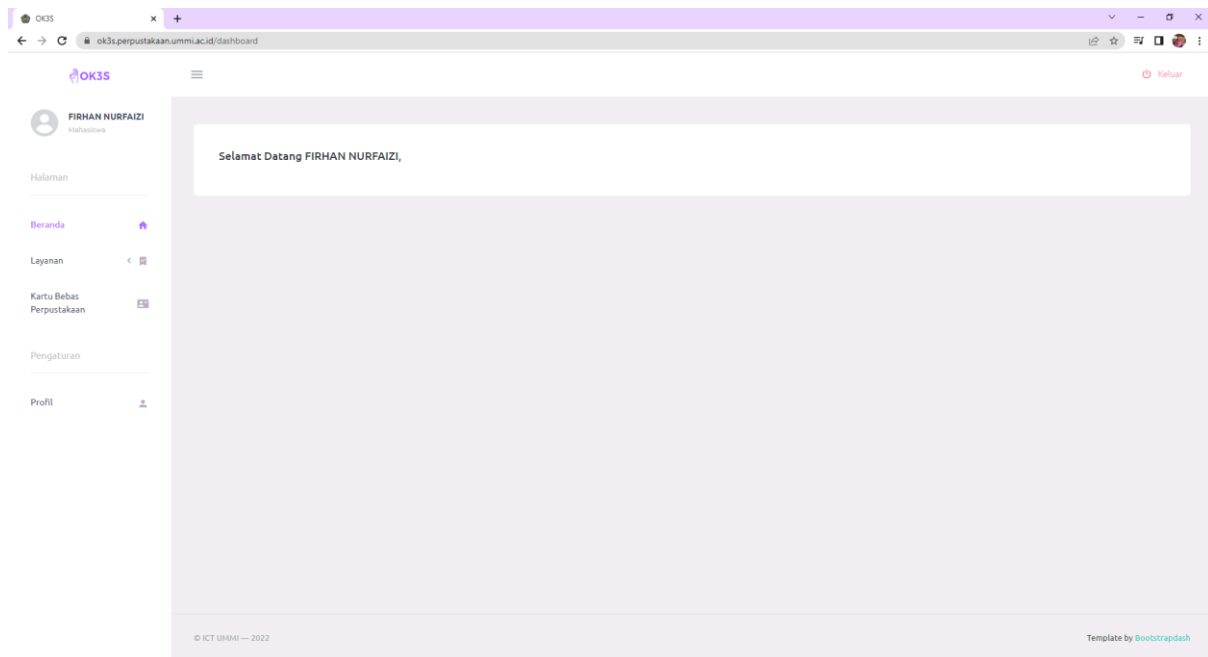 OK3S
ok3s.perpustakaan.ummi.ac.id/dashboard
OK3S
Keluar
FIRHAN NURFAIZI
Mahasiswa
Selamat Datang FIRHAN NURFAIZI,
Halaman
Beranda
Layanan
Kartu Bebas
Perpustakaan
Pengaturan
Profil
© ICT UMMI — 2022
Template by Bootstrapdash